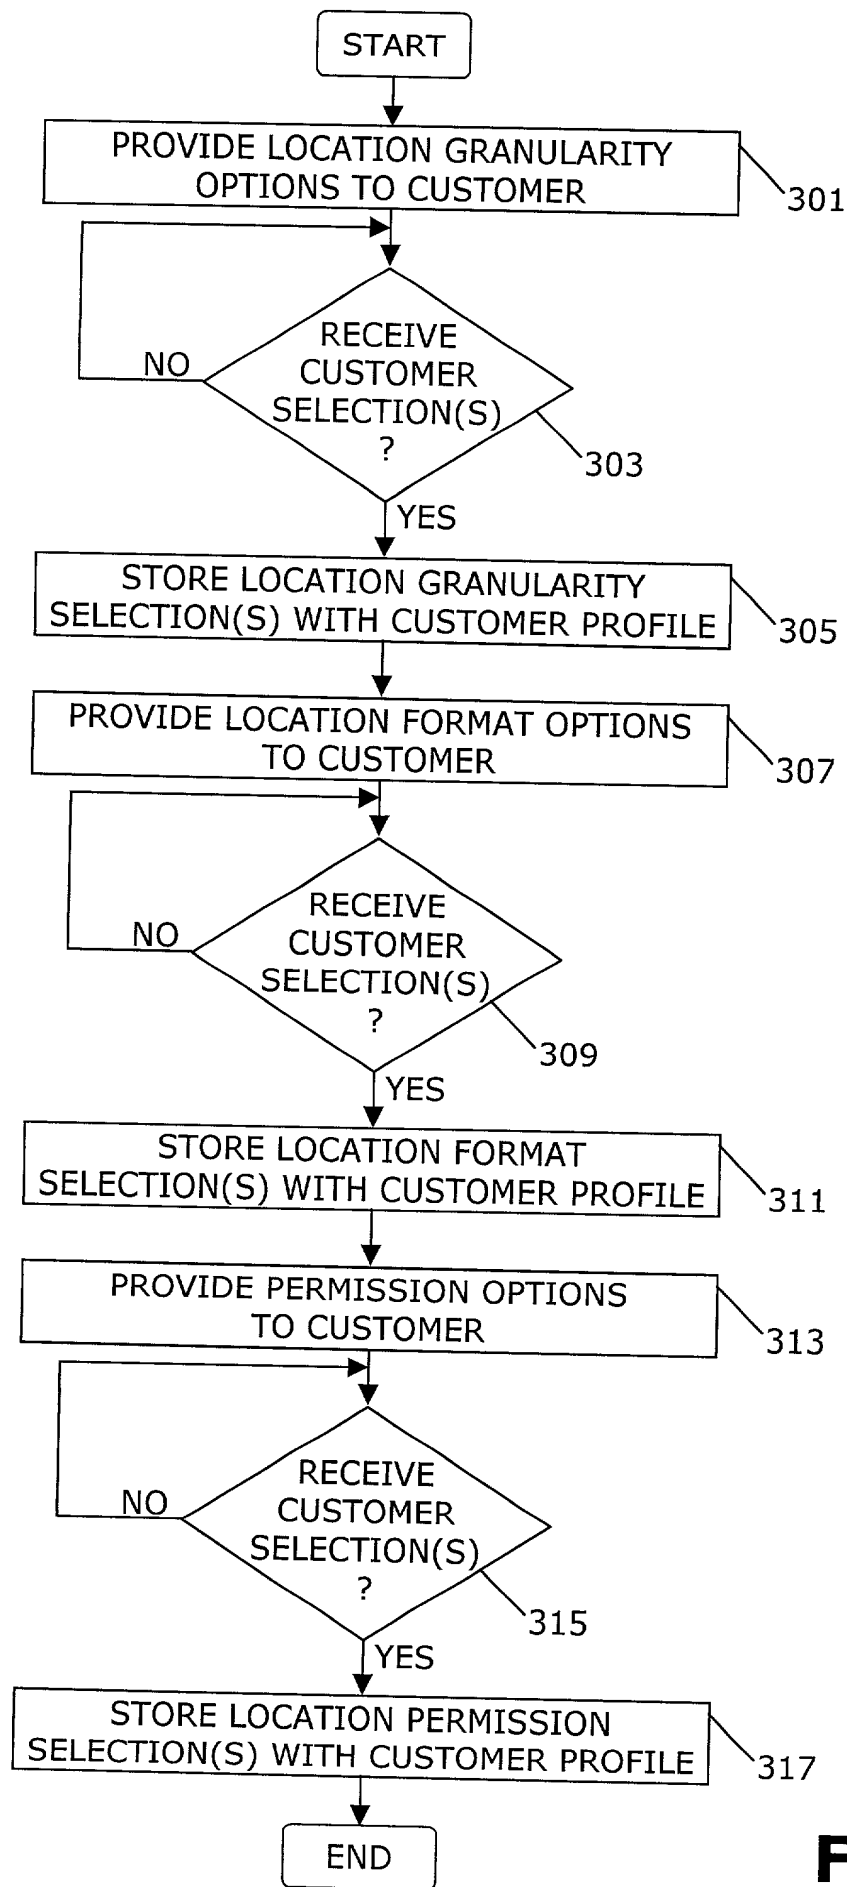 START
PROVIDE LOCATION GRANULARITY
OPTIONS TO CUSTOMER
301
RECEIVE
CUSTOMER
SELECTION(S)
?
NO
303
YES
STORE LOCATION GRANULARITY
SELECTION(S) WITH CUSTOMER PROFILE
305
PROVIDE LOCATION FORMAT OPTIONS
TO CUSTOMER
307
RECEIVE
CUSTOMER
SELECTION(S)
?
NO
309
YES
STORE LOCATION FORMAT
SELECTION(S) WITH CUSTOMER PROFILE
311
PROVIDE PERMISSION OPTIONS
TO CUSTOMER
313
RECEIVE
CUSTOMER
SELECTION(S)
?
NO
315
YES
STORE LOCATION PERMISSION
SELECTION(S) WITH CUSTOMER PROFILE
317
END
F